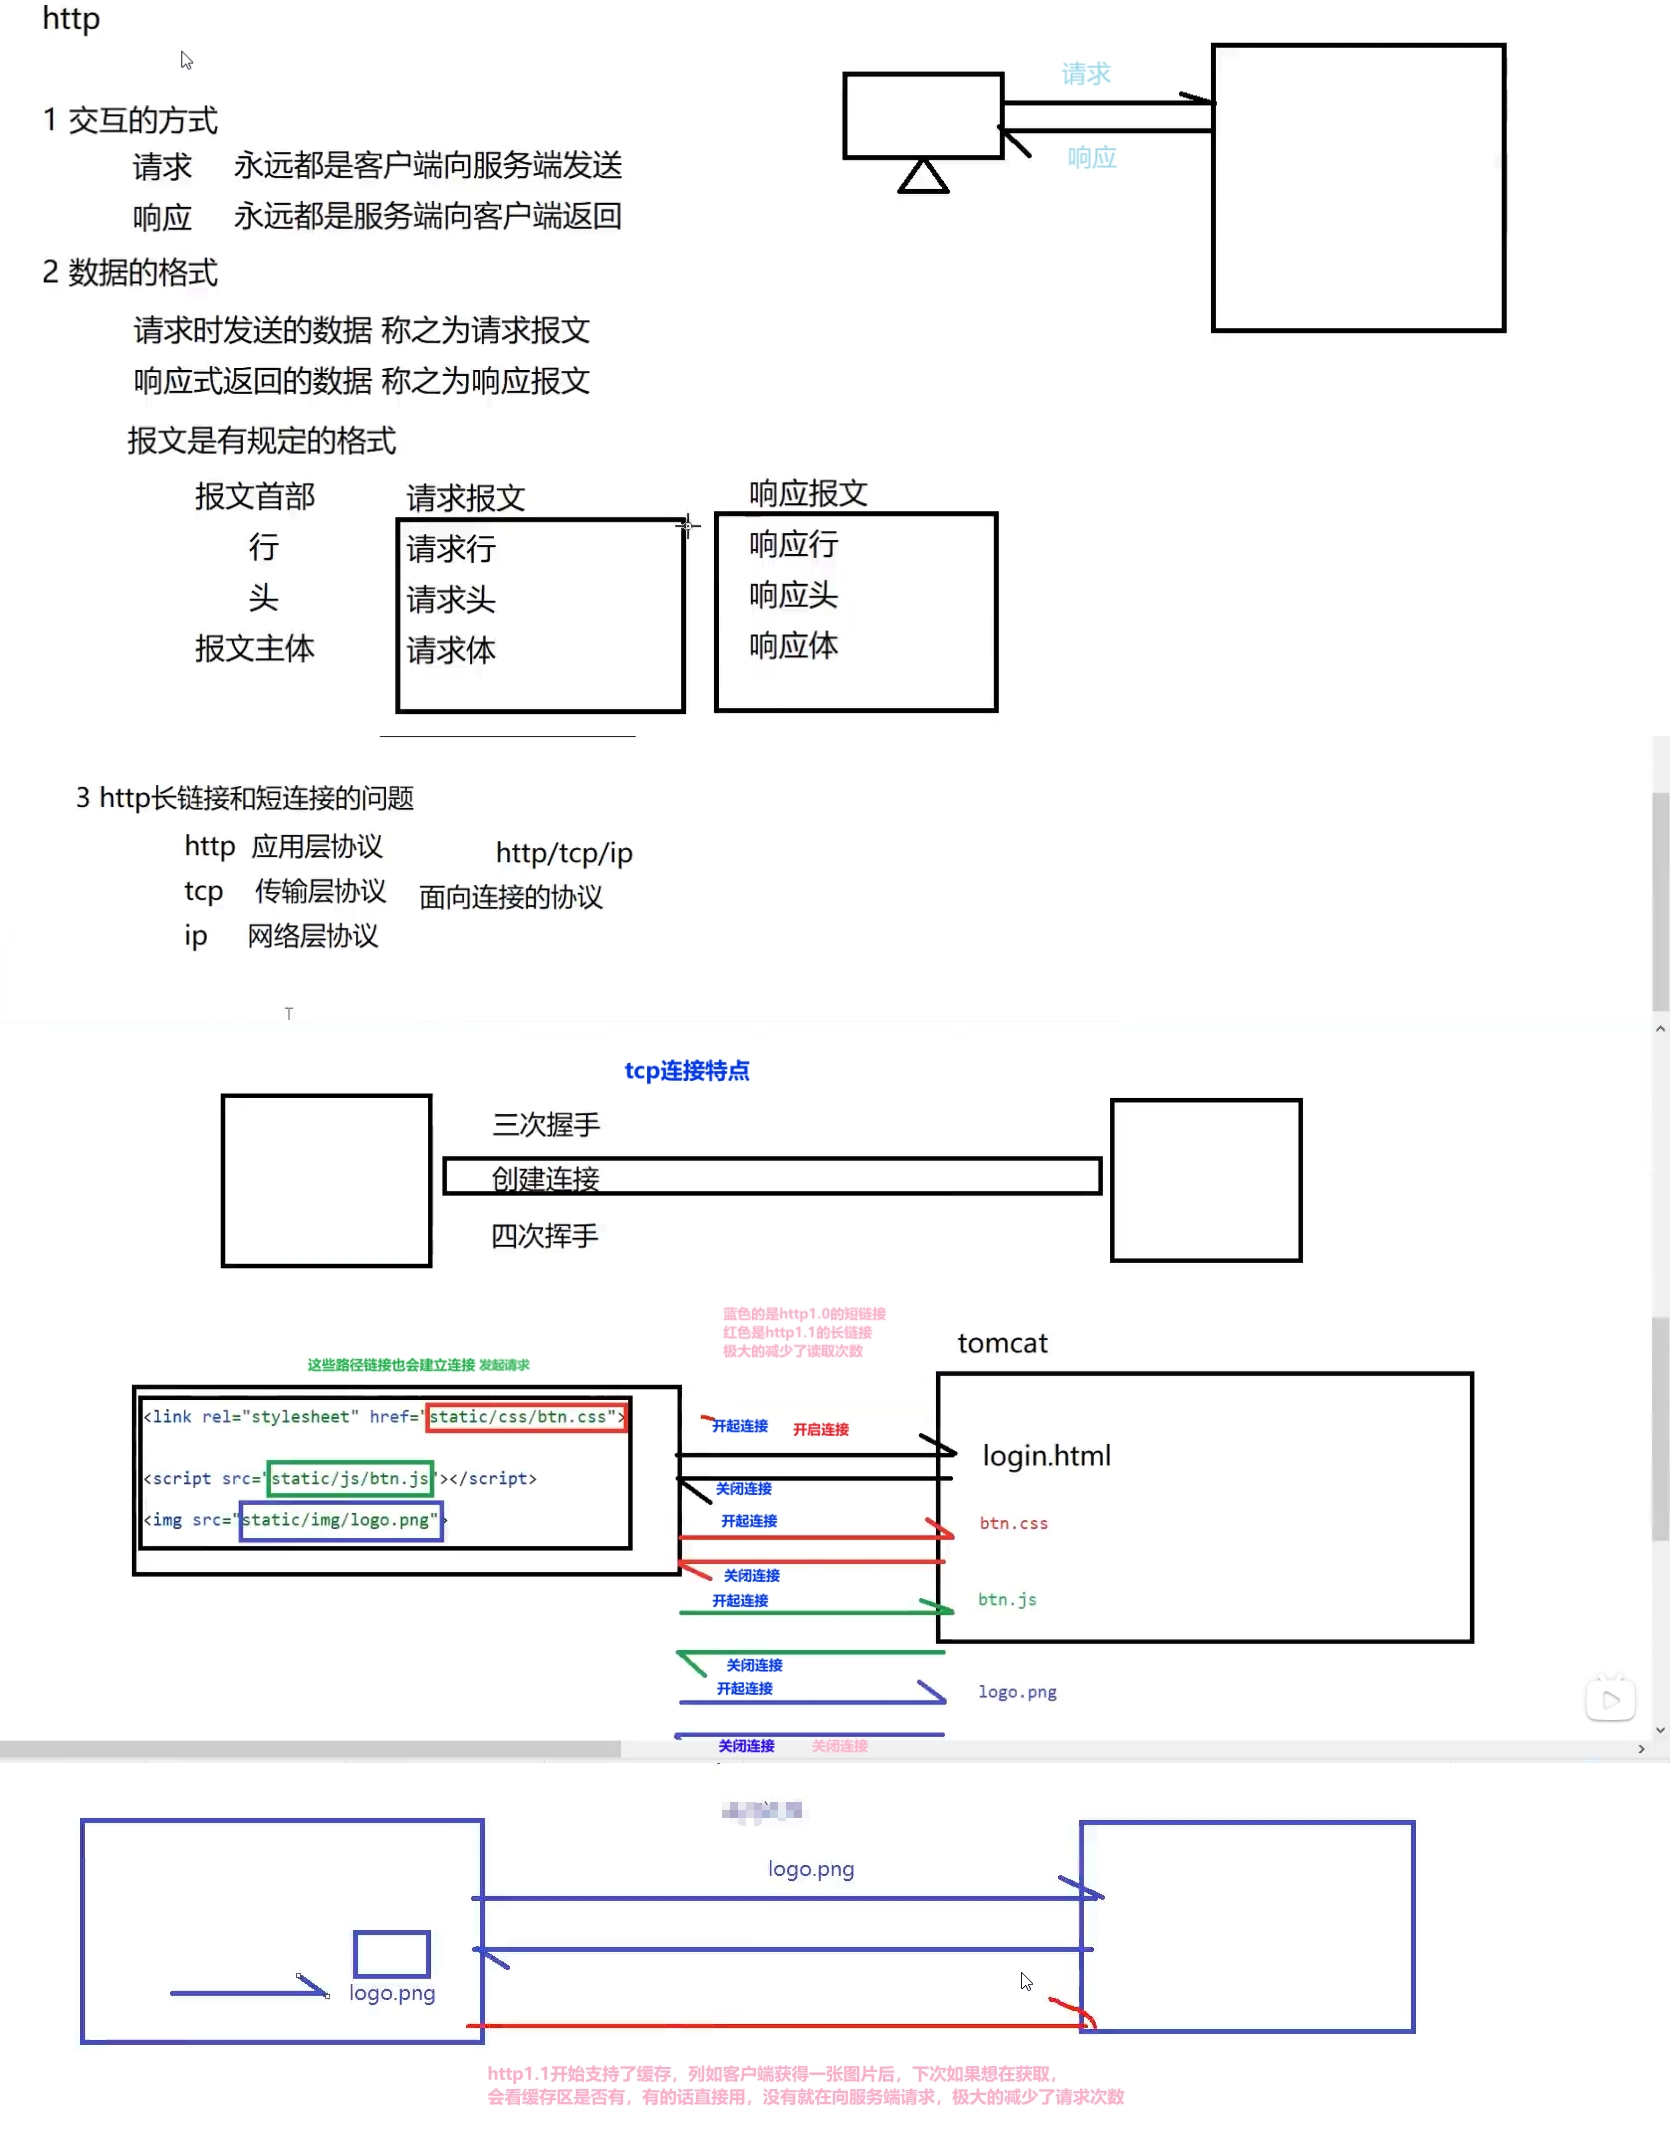 http
请求
1 交互的方式
请求 永远都是客户端向服务端发送
响应
响应 永远都是服务端向客户端返回
2 数据的格式
请求时发送的数据 称之为请求报文
响应式返回的数据 称之为响应报文
报文是有规定的格式
报文首部 请求报文 响应报文
行 请求行 响应行
头 请求头 响应头
报文主体 请求体 响应体
3 http长链接和短连接的问题
http 应用层协议 http/tcp/ip
tcp 传输层协议 面向连接的协议
ip 网络层协议
tcp连接特点
三次握手
创建连接
四次挥手
蓝色的是http1.0的短链接
红色是http1.1的长链接
极大的减少了读取次数
tomcat
这些路径链接也会建立连接 发起请求
<link rel="stylesheet" href="static/css/btn.css">
开起连接 开启连接
login.html
<script src="static/js/btn.js"></script>
关闭连接
<img src="static/img/logo.png">
开起连接
btn.css
关闭连接
开起连接
btn.js
关闭连接
开起连接
logo.png
关闭连接 关闭连接
logo.png
logo.png
http1.1开始支持了缓存，列如客户端获得一张图片后，下次如果想在获取，
会看缓存区是否有，有的话直接用，没有就在向服务端请求，极大的减少了请求次数